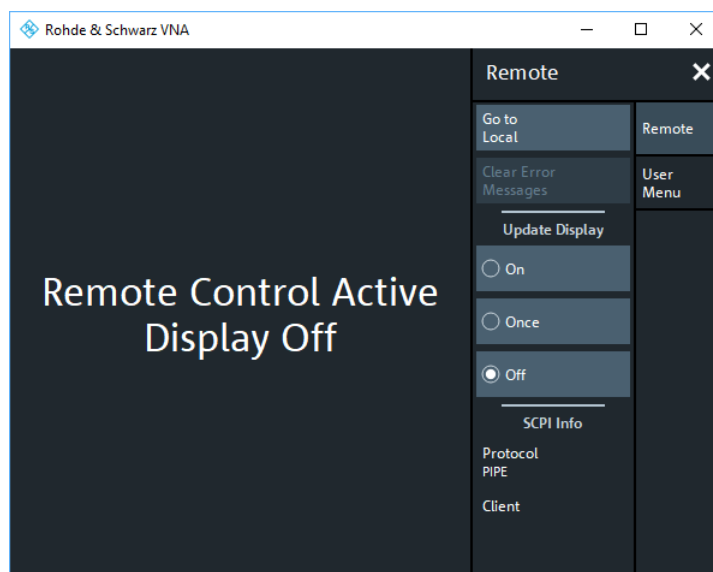 Rohde & Schwarz VNA
Remote
Go to
Local
Remote
Clear Error
Messages
User
Menu
Update Display
On
Once
Off
Remote Control Active
Display Off
SCPI Info
Protocol
PIPE
Client